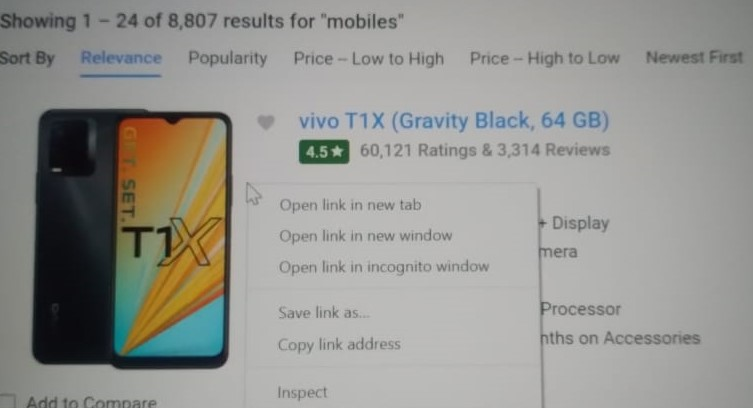 Showing 1 – 24 of 8,807 results for "mobiles"
Sort By Relevance Popularity Price -- Low to High Price -- High to Low Newest First
vivo T1X (Gravity Black, 64 GB)
4.5★ 60,121 Ratings & 3,314 Reviews
GET. SET.
T1X
Open link in new tab
Open link in new window
Open link in incognito window
Save link as...
Copy link address
Inspect
+ Display
mera
Processor
nths on Accessories
Add to Compare